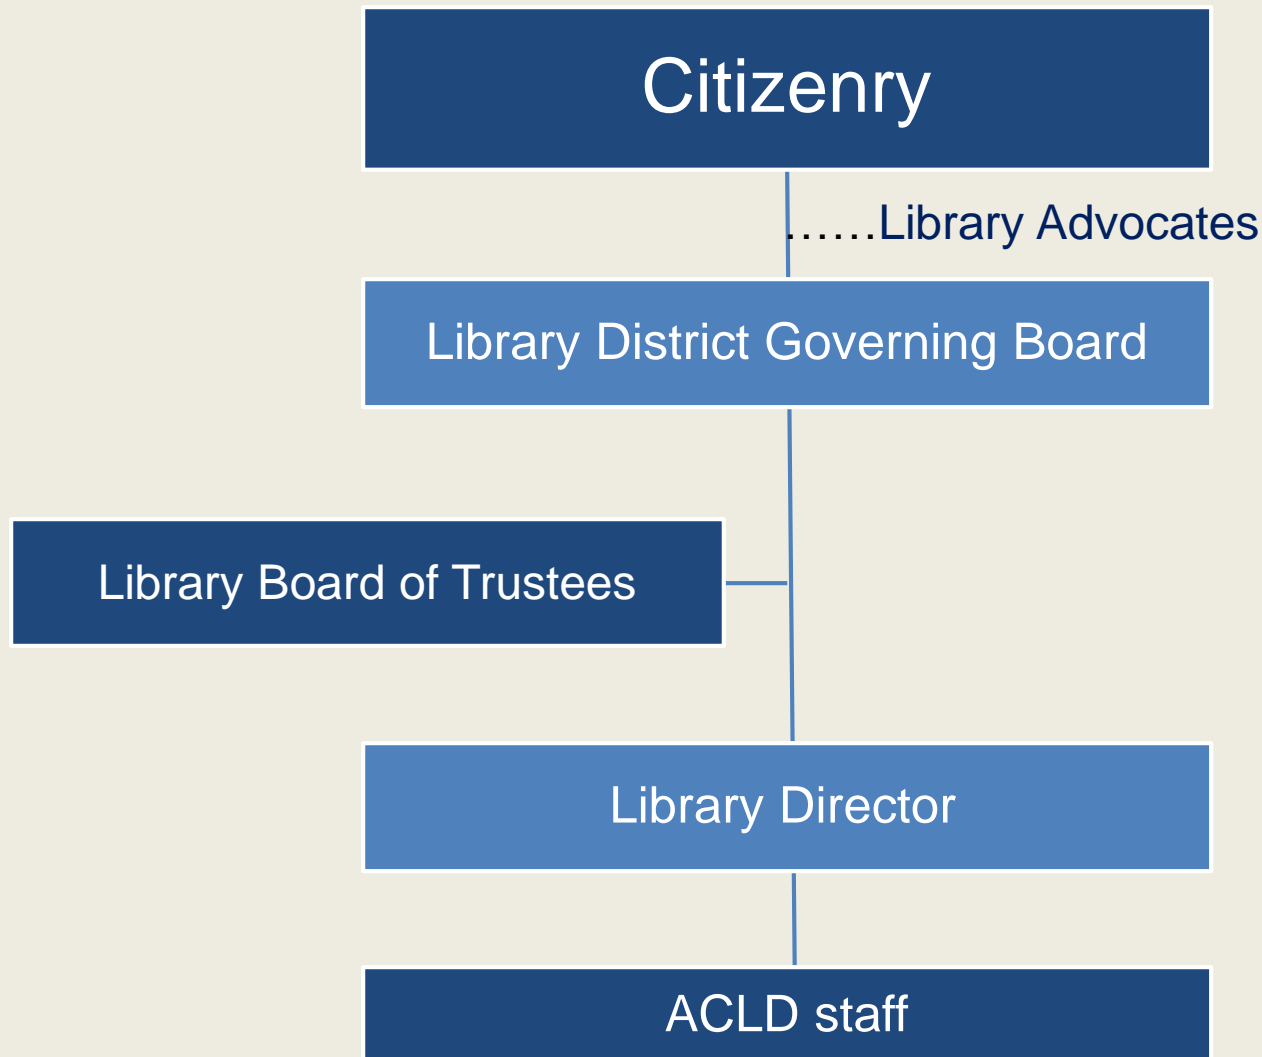 Citizenry
......Library Advocates
Library District Governing Board
Library Board of Trustees
Library Director
ACLD staff